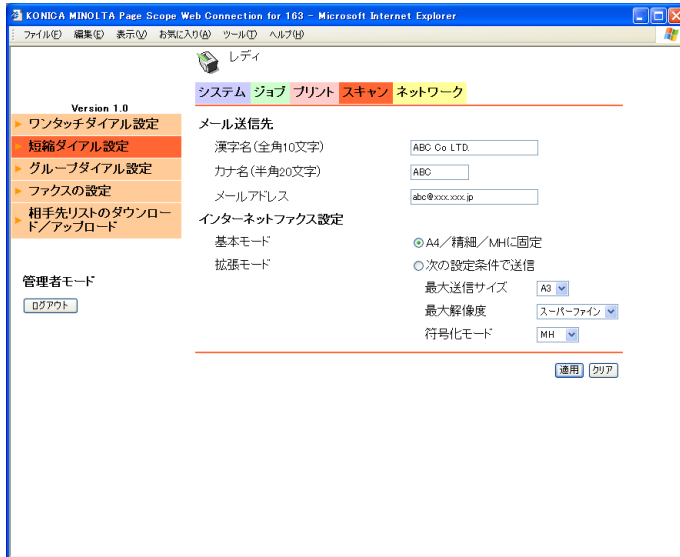 KONICA MINOLTA Page Scope Web Connection for 163 - Microsoft Internet Explorer
ファイル(F) 編集(E) 表示(V) お気に入り(A) ツール(T) ヘルプ(H)
レディ
システム ジョブ プリント スキャン ネットワーク
Version 1.0
ワンタッチダイアル設定
短縮ダイアル設定
グループダイアル設定
ファクスの設定
相手先リストのダウンロー
ド／アップロード
管理者モード
ログアウト
メール送信先
漢字名(全角10文字) ABC Co LTD.
カナ名(半角20文字) ABC
メールアドレス abc@xxx.xxx.jp
インターネットファクス設定
基本モード A4／精細／MHに固定
拡張モード 次の設定条件で送信
最大送信サイズ A3
最大解像度 スーパーファイン
符号化モード MH
適用 クリア